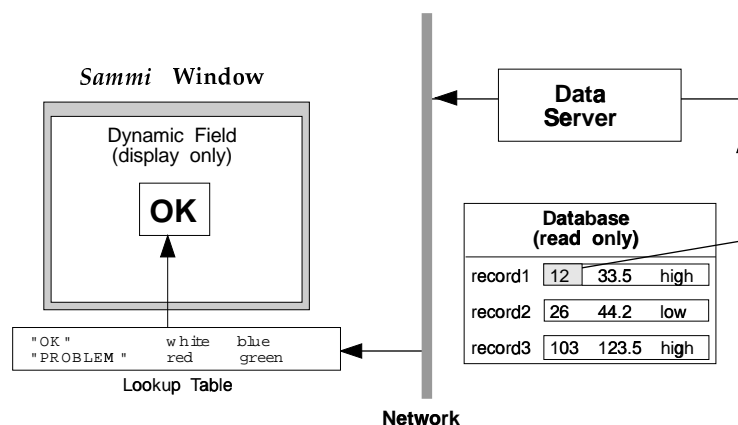 Sammi Window
Dynamic Field
(display only)
OK
"OK" white blue
"PROBLEM" red green
Lookup Table
Network
Data
Server
Database
(read only)
record1 12 33.5 high
record2 26 44.2 low
record3 103 123.5 high